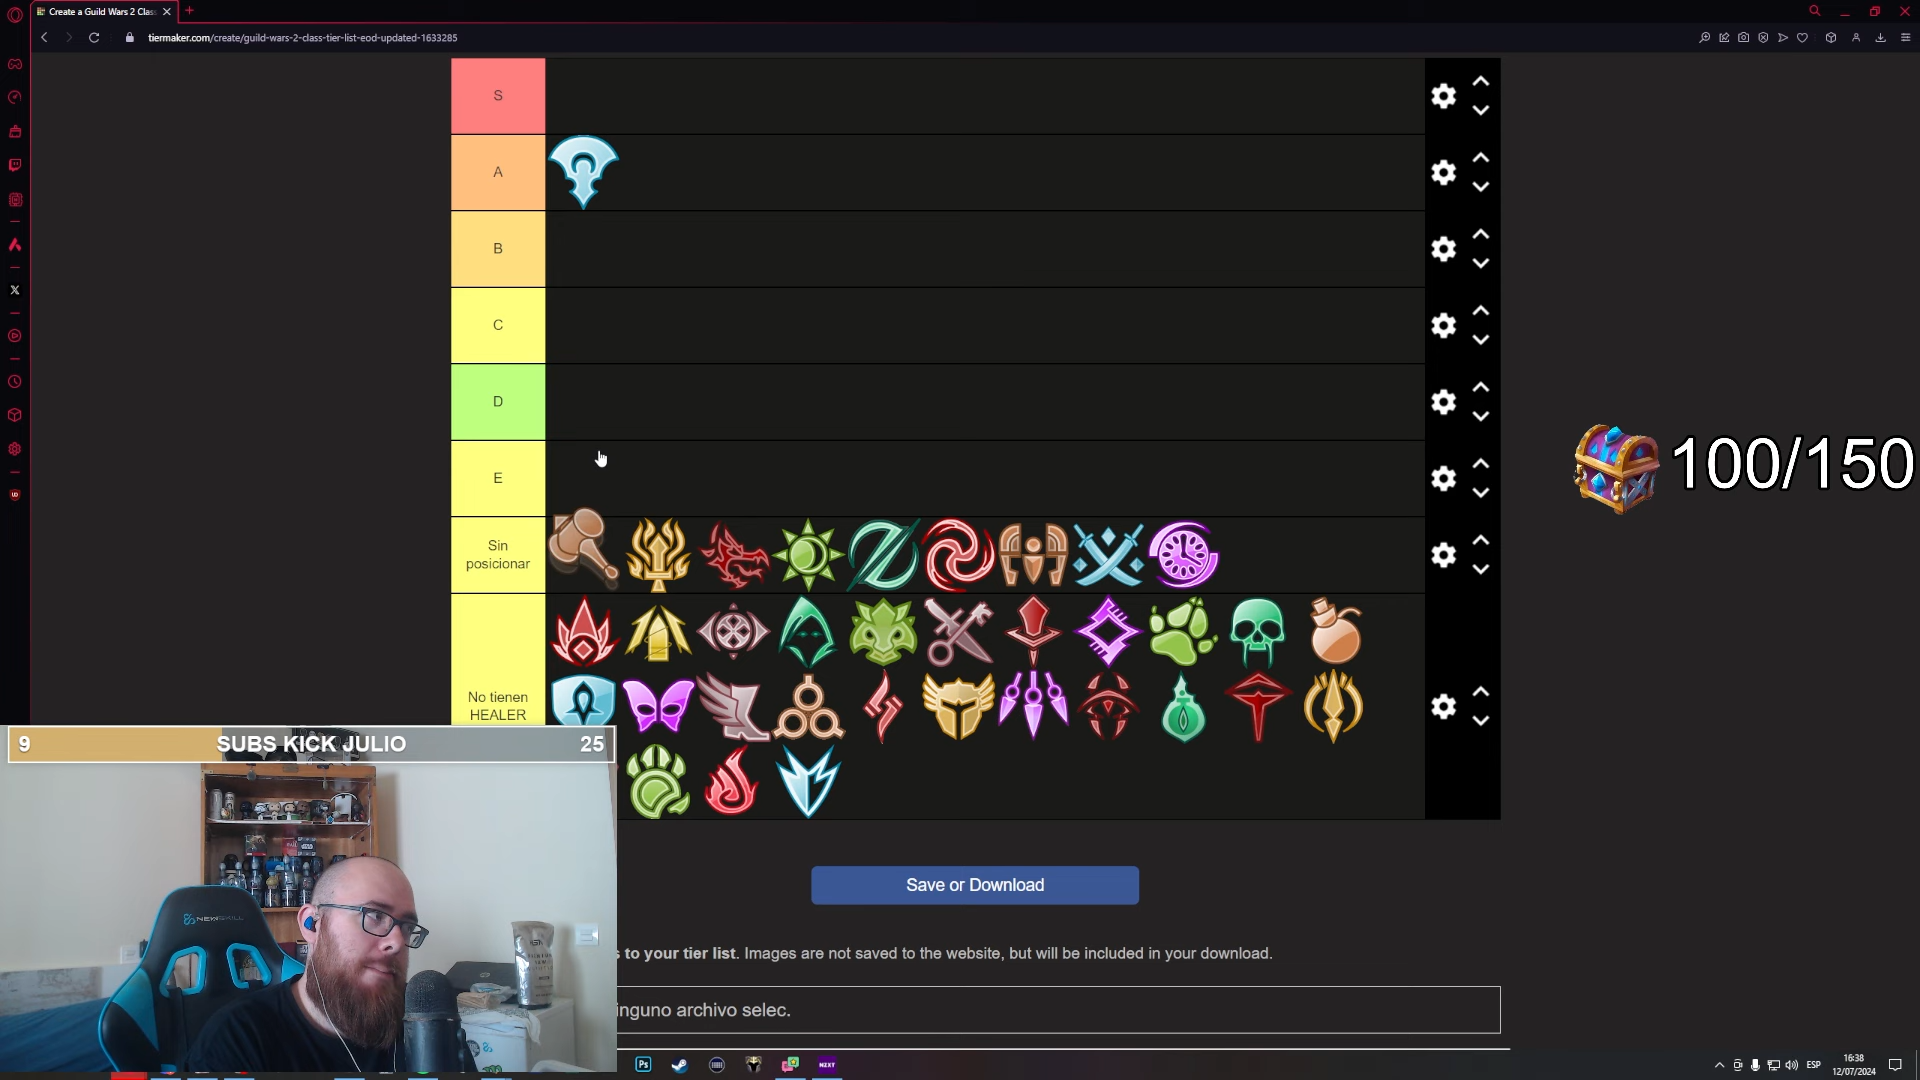 Create a Guild Wars 2 Clas
tiermaker.com/create/guild-wars-2-class-tier-list-eod-updated-1633285
S
A
B
C
D
E
Sin
posicionar
No tienen
HEALER
100/150
9 SUBS KICK JULIO 25
NEWSKILL
Save or Download
s to your tier list. Images are not saved to the website, but will be included in your download.
inguno archivo selec.
Ps
NZXT
ESP
16:38
12/07/2024